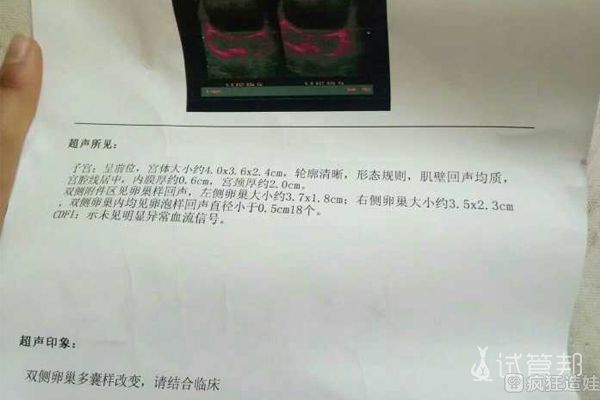 超声所见：
子宫：呈前位，宫体大小约4.0x3.6x2.4cm，轮廓清晰，形态规则，肌壁回声均质，
宫腔线居中，内膜厚约0.6cm，宫颈厚约2.0cm。
双侧附件区见卵巢样回声，左侧卵巢大小约3.7x1.8cm；右侧卵巢大小约3.5x2.3cm
，双侧卵巢内均见卵泡样回声直径小于0.5cm18个。
CDFI：示未见明显异常血流信号。
超声印象：
双侧卵巢多囊样改变，请结合临床
试管邦
疯狂造娃